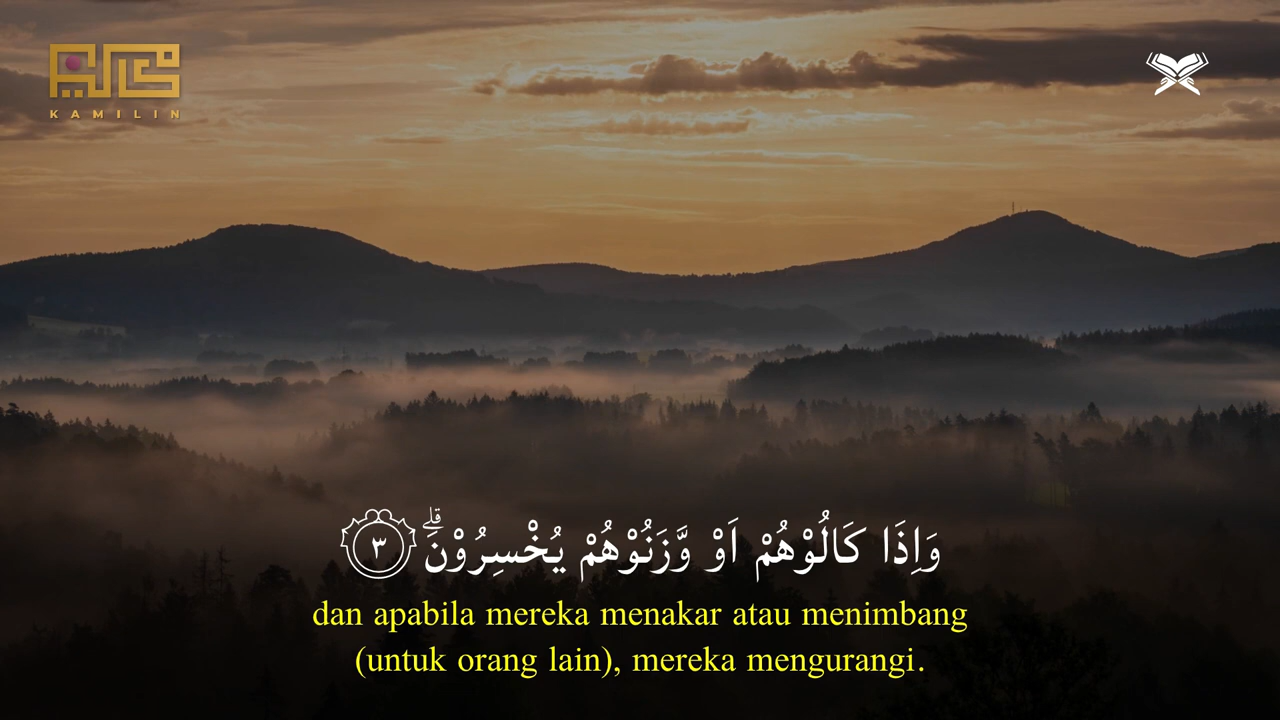 KAMILIN
وَاِذَا كَالُوْهُمْ اَوْ وَّزَنُوْهُمْ يُخْسِرُوْنَۗ ٣
dan apabila mereka menakar atau menimbang
(untuk orang lain), mereka mengurangi.